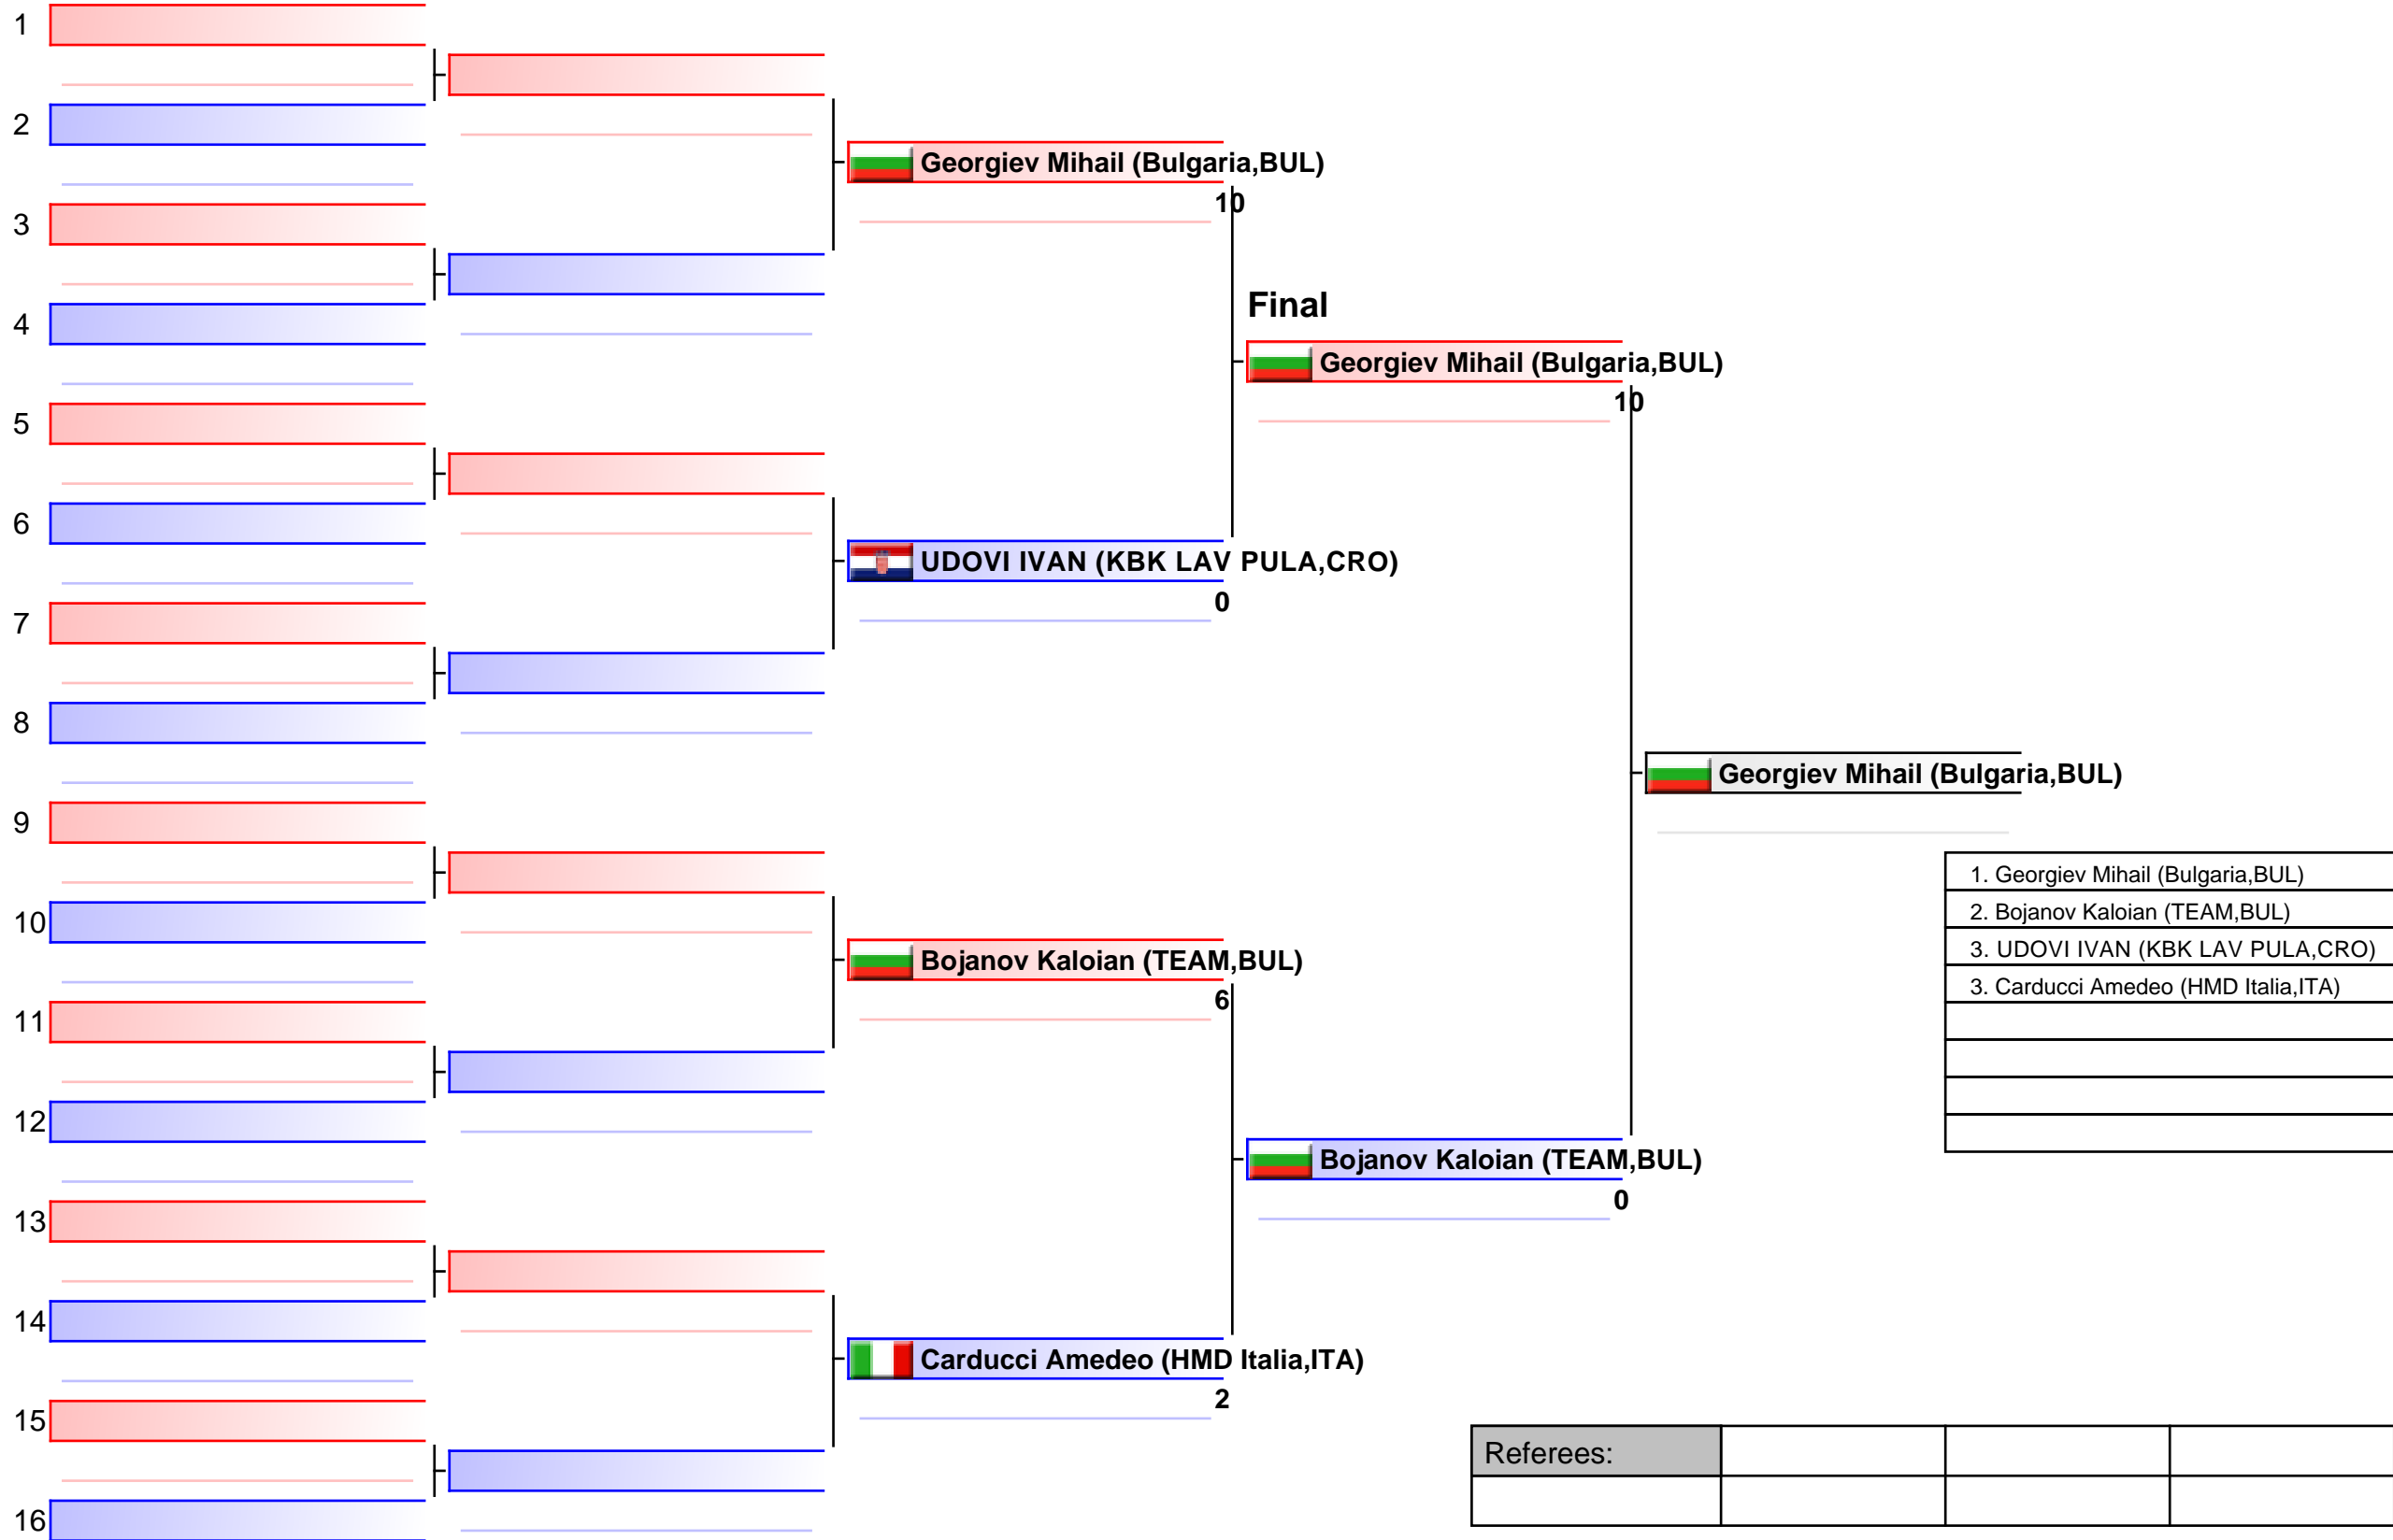 1
2
Georgiev Mihail (Bulgaria,BUL)
10
3
Final
4
Georgiev Mihail (Bulgaria,BUL)
10
5
6
UDOVI IVAN (KBK LAV PULA,CRO)
0
7
8
Georgiev Mihail (Bulgaria,BUL)
9
1. Georgiev Mihail (Bulgaria,BUL)
2. Bojanov Kaloian (TEAM,BUL)
3. UDOVI IVAN (KBK LAV PULA,CRO)
3. Carducci Amedeo (HMD Italia,ITA)
10
Bojanov Kaloian (TEAM,BUL)
6
11
12
Bojanov Kaloian (TEAM,BUL)
0
13
14
Carducci Amedeo (HMD Italia,ITA)
2
15
Referees:
16